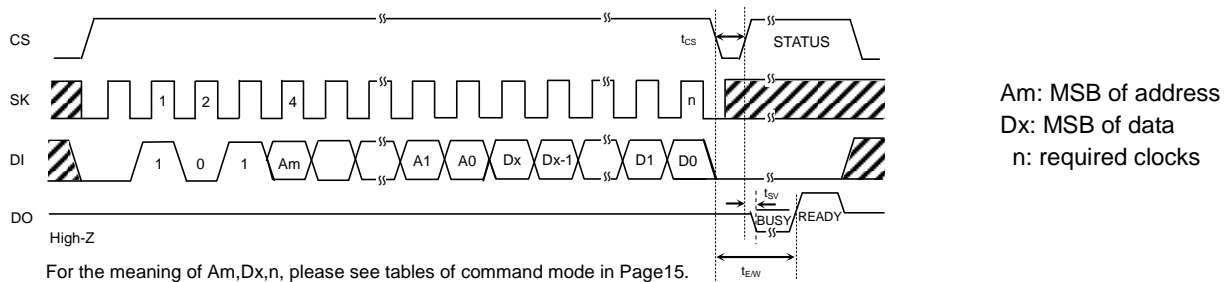 CS
tcs
STATUS
SK
1 2 4 n
Am: MSB of address
Dx: MSB of data
n: required clocks
DI
1 0 1 Am A1 A0 Dx Dx-1 D1 D0
tSV
DO
BUSY READY
High-Z
tE/W
For the meaning of Am,Dx,n, please see tables of command mode in Page15.